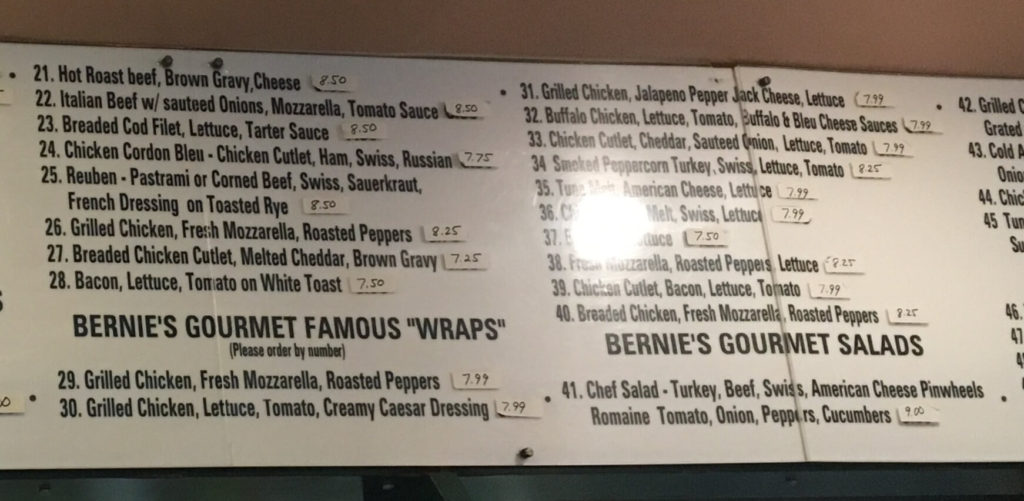 21. Hot Roast beef, Brown Gravy, Cheese 8.50
22. Italian Beef w/ sauteed Onions, Mozzarella, Tomato Sauce 8.50
23. Breaded Cod Filet, Lettuce, Tarter Sauce 8.50
24. Chicken Cordon Bleu - Chicken Cutlet, Ham, Swiss, Russian 7.75
25. Reuben - Pastrami or Corned Beef, Swiss, Sauerkraut,
French Dressing on Toasted Rye 8.50
26. Grilled Chicken, Fresh Mozzarella, Roasted Peppers 8.25
27. Breaded Chicken Cutlet, Melted Cheddar, Brown Gravy 7.25
28. Bacon, Lettuce, Tomato on White Toast 7.50
BERNIE'S GOURMET FAMOUS "WRAPS"
(Please order by number)
29. Grilled Chicken, Fresh Mozzarella, Roasted Peppers 7.99
30. Grilled Chicken, Lettuce, Tomato, Creamy Caesar Dressing 7.99
31. Grilled Chicken, Jalapeno Pepper Jack Cheese, Lettuce 7.99
32. Buffalo Chicken, Lettuce, Tomato, Buffalo & Bleu Cheese Sauces 7.99
33. Chicken Cutlet, Cheddar, Sauteed Onion, Lettuce, Tomato 7.99
34 Smoked Peppercorn Turkey, Swiss, Lettuce, Tomato 8.25
35. Tuna Melt, American Cheese, Lettuce 7.99
36. Melt, Swiss, Lettuce 7.99
37. 7.50
38. Fresh Mozzarella, Roasted Peppers, Lettuce 8.25
39. Chicken Cutlet, Bacon, Lettuce, Tomato 7.99
40. Breaded Chicken, Fresh Mozzarella, Roasted Peppers 8.25
BERNIE'S GOURMET SALADS
41. Chef Salad - Turkey, Beef, Swiss, American Cheese Pinwheels
Romaine Tomato, Onion, Peppers, Cucumbers 9.00
42. Grilled
Grated
43. Cold
44.
45
46.
47